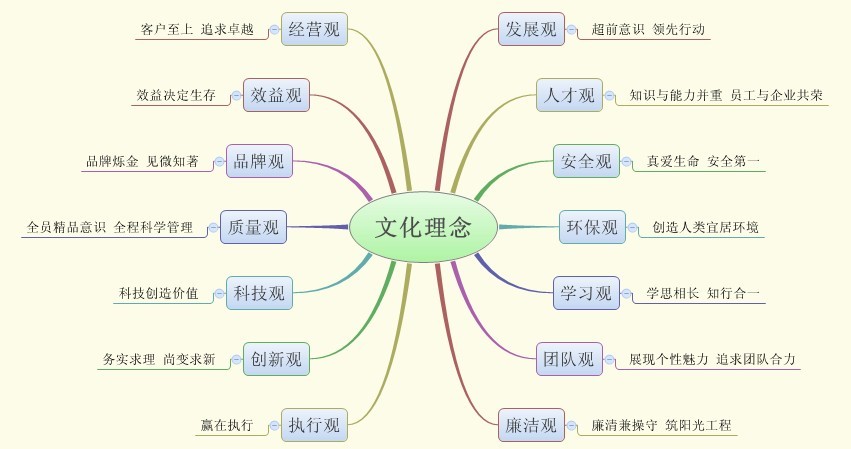 客户至上 追求卓越
经营观
发展观
超前意识 领先行动
效益决定生存
效益观
人才观
知识与能力并重 员工与企业共荣
品牌烁金 见微知著
品牌观
安全观
真爱生命 安全第一
全员精品意识 全程科学管理
质量观
文化理念
环保观
创造人类宜居环境
科技创造价值
科技观
学习观
学思相长 知行合一
务实求理 尚变求新
创新观
团队观
展现个性魅力 追求团队合力
赢在执行
执行观
廉洁观
廉清兼操守 筑阳光工程